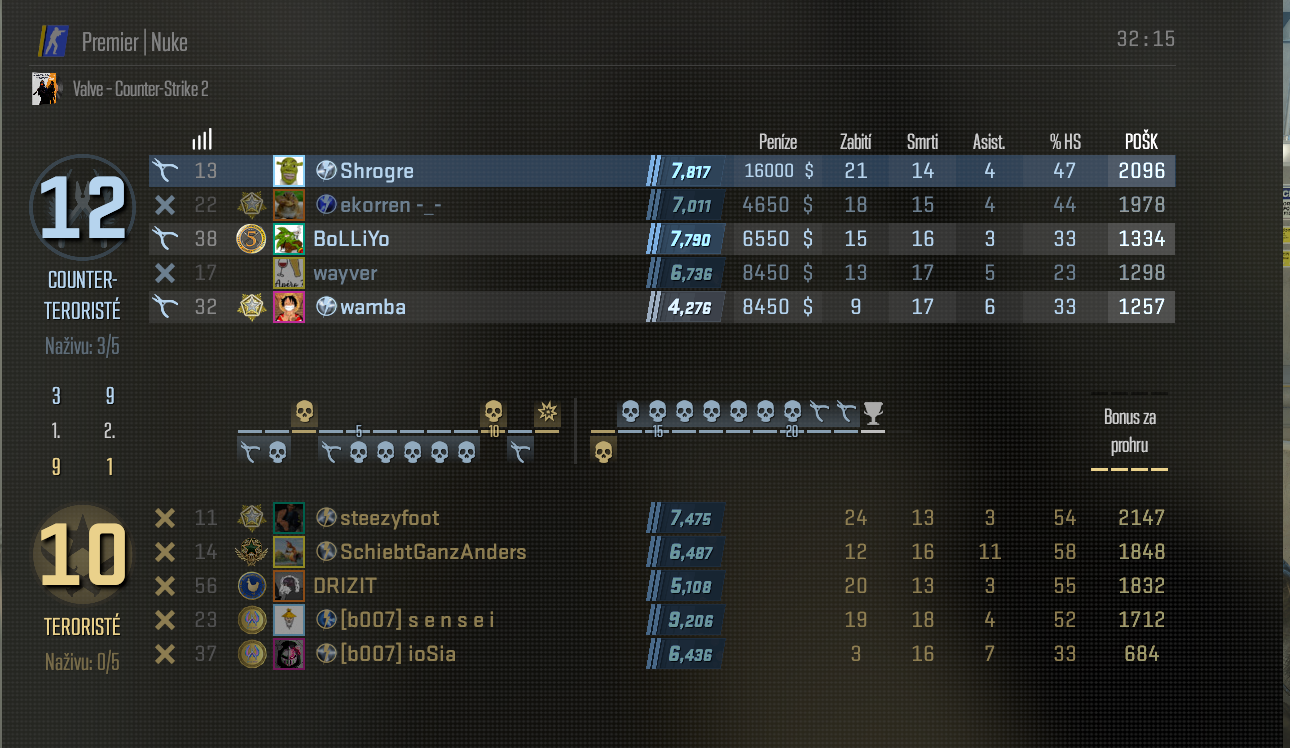 Premier | Nuke 32:15
Valve - Counter-Strike 2
Peníze Zabití Smrti Asist. % HS POŠK
13 Shrogre 7,817 16000 $ 21 14 4 47 2096
22 ekorren -_- 7,011 4650 $ 18 15 4 44 1978
38 5 BoLLiYo 7,790 6550 $ 15 16 3 33 1334
17 wayver 6,736 8450 $ 13 17 5 23 1298
32 wamba 4,276 8450 $ 9 17 6 33 1257
12
COUNTER-
TERORISTÉ
Naživu: 3/5
3 9
1. 2.
9 1
5 10 15 20
Bonus za
prohru
11 steezyfoot 7,475 24 13 3 54 2147
14 SchiebtGanzAnders 6,487 12 16 11 58 1848
56 DRIZIT 5,108 20 13 3 55 1832
23 [b007] s e n s e i 9,206 19 18 4 52 1712
37 [b007] ioSia 6,436 3 16 7 33 684
10
TERORISTÉ
Naživu: 0/5